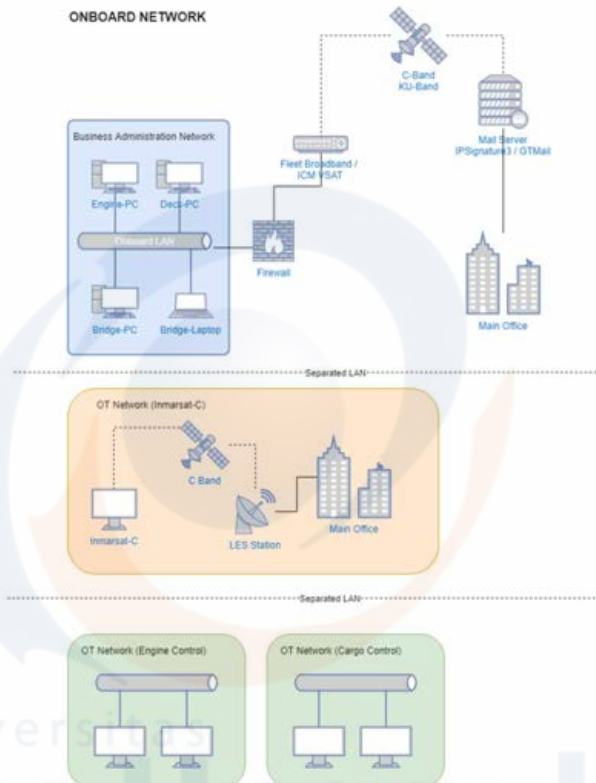 ONBOARD NETWORK
C-Band
KU-Band
Mail Server
IPSignature3 / GTMail
Business Administration Network
Fleet Broadband /
ICM VSAT
Engine-PC
Deck-PC
Onboard LAN
Firewall
Bridge-PC
Bridge-Laptop
Main Office
Separated LAN
OT Network (Inmarsat-C)
C Band
Inmarsat-C
LES Station
Main Office
Separated LAN
OT Network (Engine Control)
OT Network (Cargo Control)
versitas